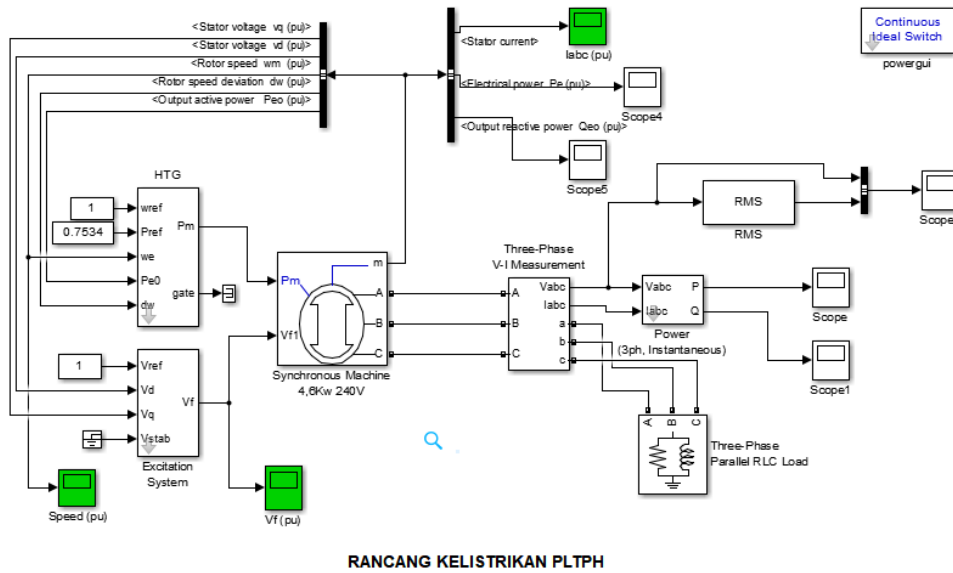 <Stator voltage vq (pu)>
<Stator voltage vd (pu)>
<Rotor speed wm (pu)>
<Rotor speed deviation dw (pu)>
<Output active power Peo (pu)>
<Stator current>
Iabc (pu)
<Electrical power Pe (pu)>
Scope4
<Output reactive power Qeo (pu)>
Scope5
Continuous
Ideal Switch
powergui
HTG
1
0.7534
wref
Pref
we
Pe0
dw
Pm
gate
1
Vref
Vd
Vq
Vstab
Vf
Excitation
System
Speed (pu)
Vf (pu)
Pm
Vf1
m
A
B
C
Synchronous Machine
4,6Kw 240V
Three-Phase
V-I Measurement
A
B
C
Vabc
Iabc
a
b
c
RMS
RMS
Scope
Vabc
Iabc
P
Q
Power
(3ph, Instantaneous)
Scope
Scope1
A
B
C
Three-Phase
Parallel RLC Load
RANCANG KELISTRIKAN PLTPH